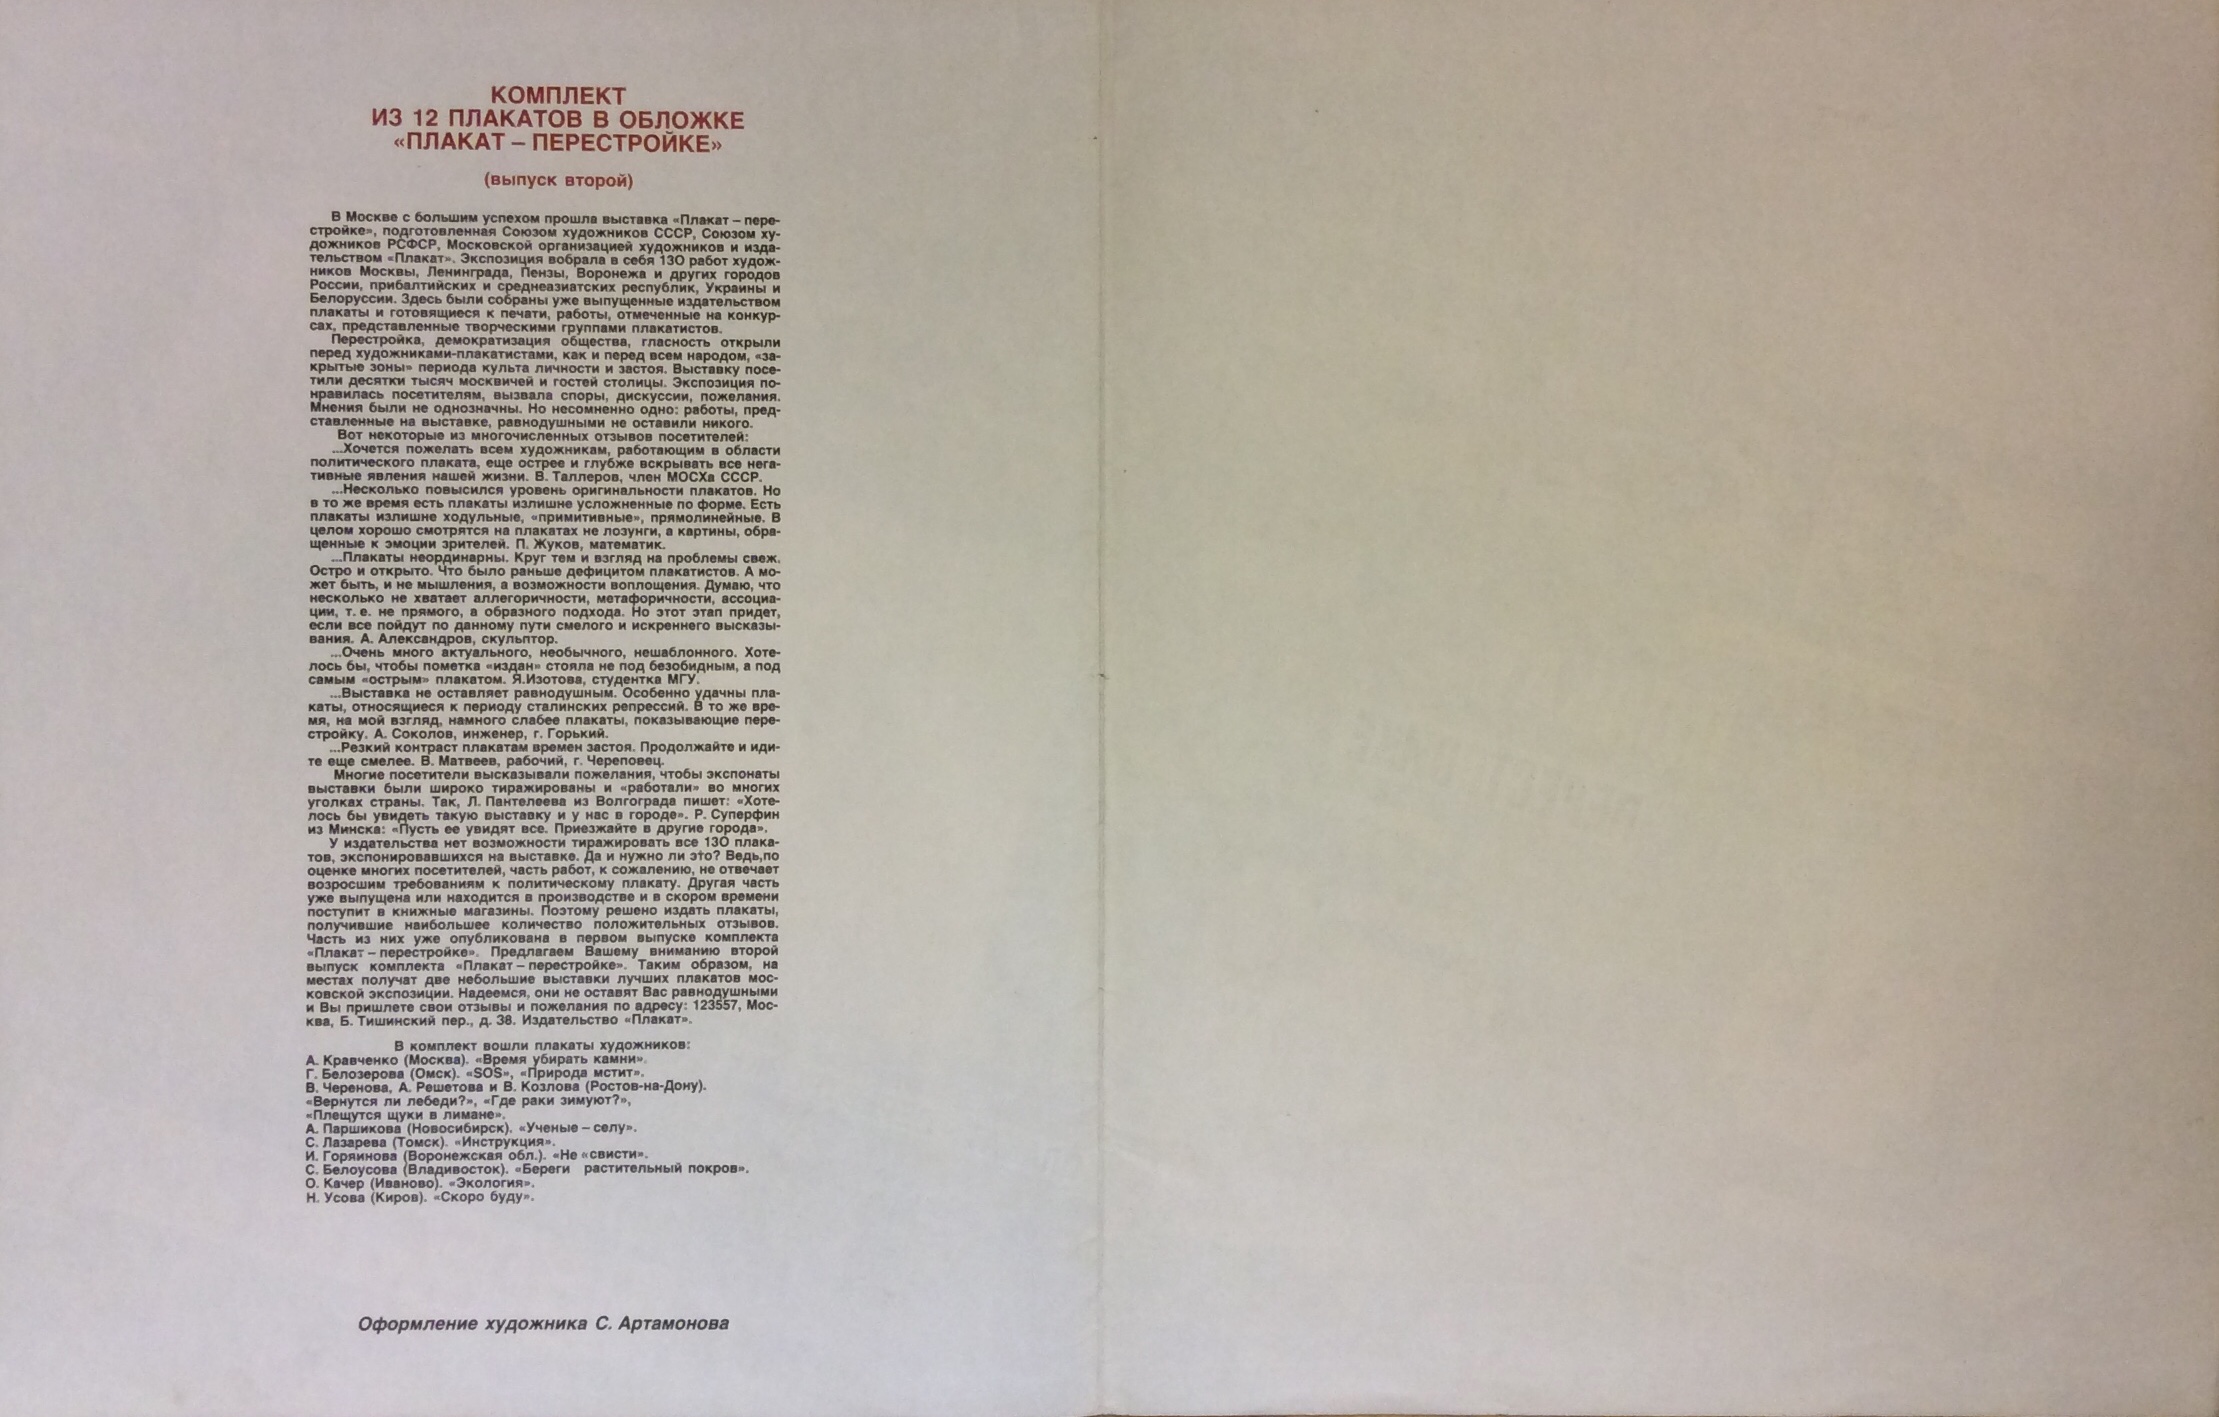 КОМПЛЕКТ
ИЗ 12 ПЛАКАТОВ В ОБЛОЖКЕ
«ПЛАКАТ – ПЕРЕСТРОЙКЕ»
(выпуск второй)
В Москве с большим успехом прошла выставка «Плакат – пере-
стройке», подготовленная Союзом художников СССР, Союзом ху-
дожников РСФСР, Московской организацией художников и изда-
тельством «Плакат». Экспозиция вобрала в себя 130 работ худож-
ников Москвы, Ленинграда, Пензы, Воронежа и других городов
России, прибалтийских и среднеазиатских республик, Украины и
Белоруссии. Здесь были собраны уже выпущенные издательством
плакаты и готовящиеся к печати, работы, отмеченные на конкур-
сах, представленные творческими группами плакатистов.
Перестройка, демократизация общества, гласность открыли
перед художниками-плакатистами, как и перед всем народом, «за-
крытые зоны» периода культа личности и застоя. Выставку посе-
тили десятки тысяч москвичей и гостей столицы. Экспозиция по-
нравилась посетителям, вызвала споры, дискуссии, пожелания.
Мнения были не однозначны. Но несомненно одно: работы, пред-
ставленные на выставке, равнодушными не оставили никого.
Вот некоторые из многочисленных отзывов посетителей:
...Хочется пожелать всем художникам, работающим в области
политического плаката, еще острее и глубже вскрывать все нега-
тивные явления нашей жизни. В. Таллеров, член МОСХа СССР.
...Несколько повысился уровень оригинальности плакатов. Но
в то же время есть плакаты излишне усложненные по форме. Есть
плакаты излишне ходульные, «примитивные», прямолинейные. В
целом хорошо смотрятся на плакатах не лозунги, а картины, обра-
щенные к эмоции зрителей. П. Жуков, математик.
...Плакаты неординарны. Круг тем и взгляд на проблемы свеж.
Остро и открыто. Что было раньше дефицитом плакатистов. А мо-
жет быть, и не мышления, а возможности воплощения. Думаю, что
несколько не хватает аллегоричности, метафоричности, ассоциа-
ции, т. е. не прямого, а образного подхода. Но этот этап придет,
если все пойдут по данному пути смелого и искреннего высказы-
вания. А. Александров, скульптор.
...Очень много актуального, необычного, нешаблонного. Хоте-
лось бы, чтобы пометка «издан» стояла не под безобидным, а под
самым «острым» плакатом. Я.Изотова, студентка МГУ.
...Выставка не оставляет равнодушным. Особенно удачны пла-
каты, относящиеся к периоду сталинских репрессий. В то же вре-
мя, на мой взгляд, намного слабее плакаты, показывающие пере-
стройку. А. Соколов, инженер, г. Горький.
...Резкий контраст плакатам времен застоя. Продолжайте и иди-
те еще смелее. В. Матвеев, рабочий, г. Череповец.
Многие посетители высказывали пожелания, чтобы экспонаты
выставки были широко тиражированы и «работали» во многих
уголках страны. Так, Л. Пантелеева из Волгограда пишет: «Хоте-
лось бы увидеть такую выставку и у нас в городе». Р. Суперфин
из Минска: «Пусть ее увидят все. Приезжайте в другие города».
У издательства нет возможности тиражировать все 130 плака-
тов, экспонировавшихся на выставке. Да и нужно ли это? Ведь,по
оценке многих посетителей, часть работ, к сожалению, не отвечает
возросшим требованиям к политическому плакату. Другая часть
уже выпущена или находится в производстве и в скором времени
поступит в книжные магазины. Поэтому решено издать плакаты,
получившие наибольшее количество положительных отзывов.
Часть из них уже опубликована в первом выпуске комплекта
«Плакат – перестройке». Предлагаем Вашему вниманию второй
выпуск комплекта «Плакат – перестройке». Таким образом, на
местах получат две небольшие выставки лучших плакатов мос-
ковской экспозиции. Надеемся, они не оставят Вас равнодушными
и Вы пришлете свои отзывы и пожелания по адресу: 123557, Мос-
ква, Б. Тишинский пер., д. 38. Издательство «Плакат».
В комплект вошли плакаты художников:
А. Кравченко (Москва). «Время убирать камни».
Г. Белозерова (Омск). «SOS», «Природа мстит».
В. Черенова, А. Решетова и В. Козлова (Ростов-на-Дону).
«Вернутся ли лебеди?», «Где раки зимуют?»,
«Плещутся щуки в лимане».
А. Паршикова (Новосибирск). «Ученые – селу».
С. Лазарева (Томск). «Инструкция».
И. Горяинова (Воронежская обл.). «Не «свисти».
С. Белоусова (Владивосток). «Береги растительный покров».
О. Качер (Иваново). «Экология».
Н. Усова (Киров). «Скоро буду».
Оформление художника С. Артамонова